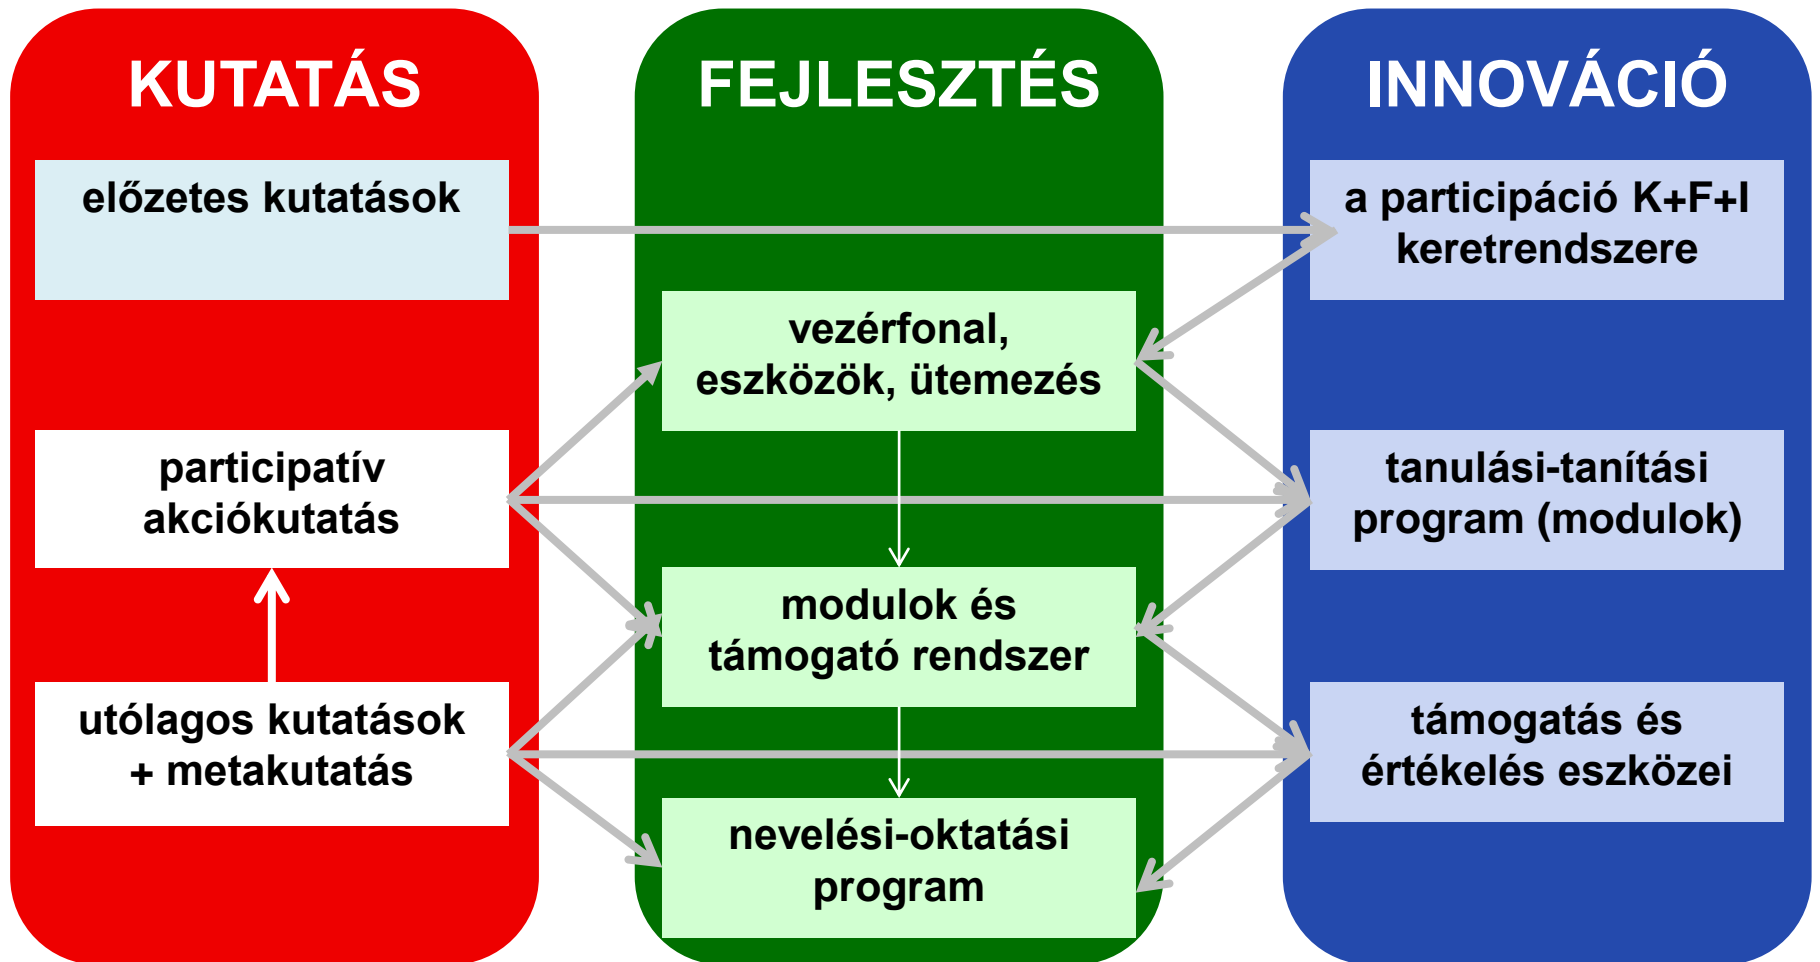 KUTATÁS
előzetes kutatások
participatív
akciókutatás
utólagos kutatások
+ metakutatás
FEJLESZTÉS
vezérfonal,
eszközök, ütemezés
modulok és
támogató rendszer
nevelési-oktatási
program
INNOVÁCIÓ
a participáció K+F+I
keretrendszere
tanulási-tanítási
program (modulok)
támogatás és
értékelés eszközei